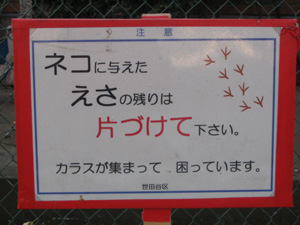 注意
ネコに与えた
えさの残りは
片づけて下さい。
カラスが集まって 困っています。
世田谷区